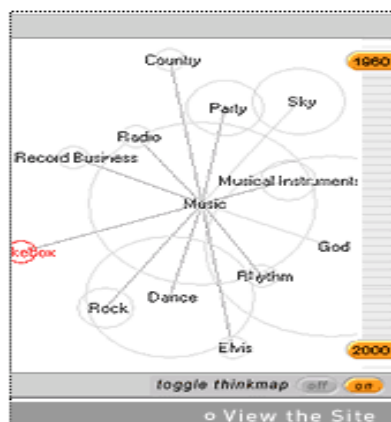 Country
1960
Party
Sky
Radio
Record Business
Musical Instruments
Music
kebox
God
Rhythm
Dance
Rock
Elvis
2000
toggle thinkmap off on
View the Site